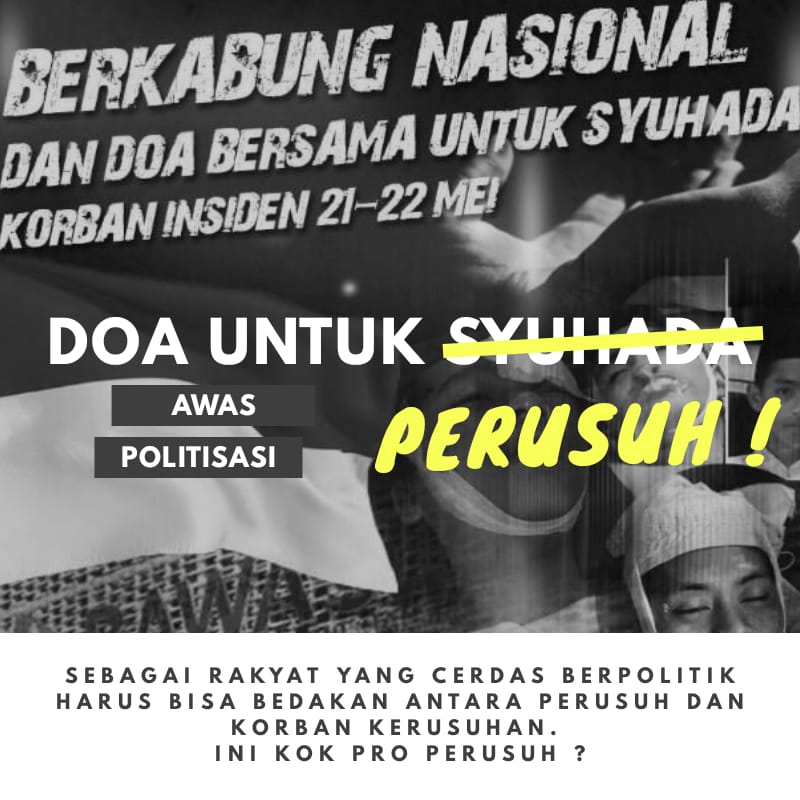 BERKABUNG NASIONAL
DAN DOA BERSAMA UNTUK SYUHADA
KORBAN INSIDEN 21-22 MEI
DOA UNTUK SYUHADA
AWAS
POLITISASI
PERUSUH !
SEBAGAI RAKYAT YANG CERDAS BERPOLITIK
HARUS BISA BEDAKAN ANTARA PERUSUH DAN
KORBAN KERUSUHAN.
INI KOK PRO PERUSUH ?